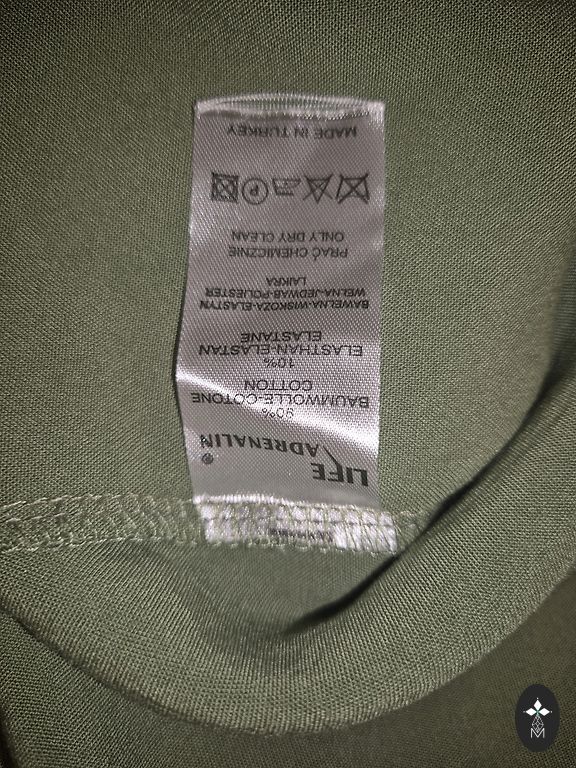 LIFE
ADRENALIN ®
90%
BAUMWOLLE-COTONE
COTTON
10%
ELASTHAN-ELASTAN
ELASTANE
BAWEŁNA-WISKOZA-ELASTYN
WEŁNA-JEDWAB-POLIESTER
LAIKRA
PRAĆ CHEMICZNIE
ONLY DRY CLEAN
P
MADE IN TURKEY
M